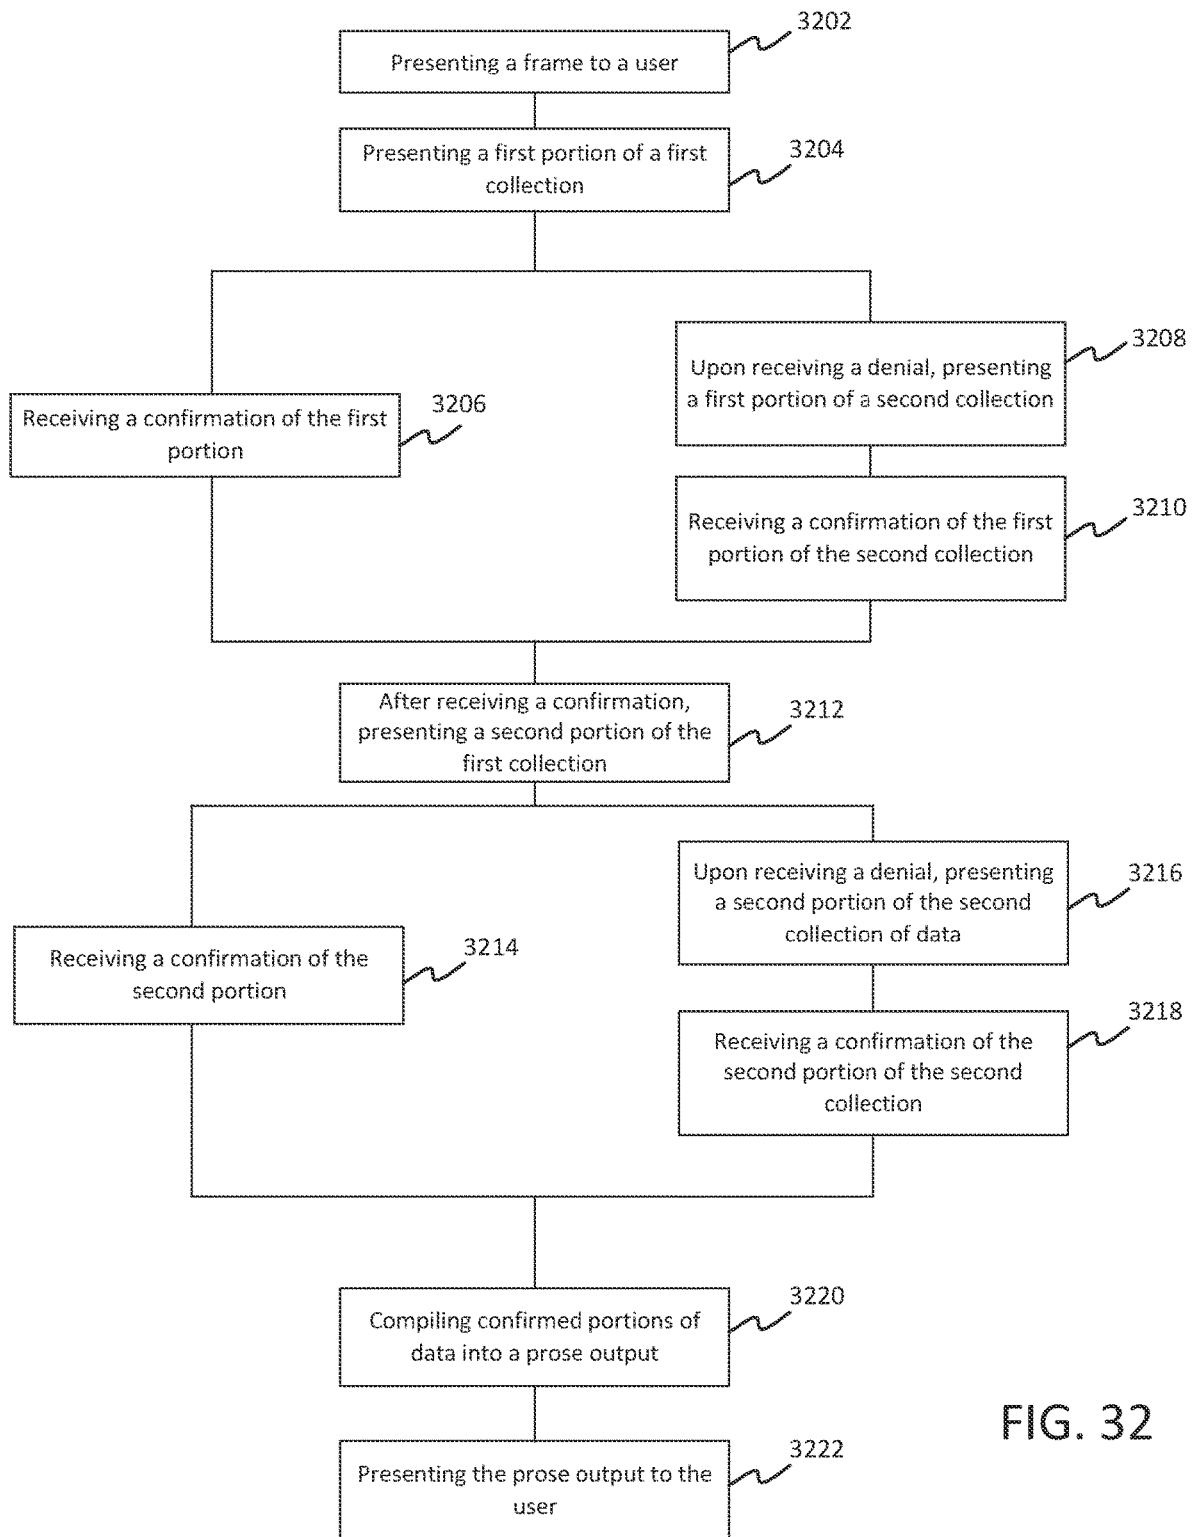 3202
Presenting a frame to a user
Presenting a first portion of a first
collection
3204
Upon receiving a denial, presenting
a first portion of a second collection
3208
Receiving a confirmation of the first
portion
3206
Receiving a confirmation of the first
portion of the second collection
3210
After receiving a confirmation,
presenting a second portion of the
first collection
3212
Upon receiving a denial, presenting
a second portion of the second
collection of data
3216
Receiving a confirmation of the
second portion
3214
Receiving a confirmation of the
second portion of the second
collection
3218
Compiling confirmed portions of
data into a prose output
3220
Presenting the prose output to the
user
3222
FIG. 32